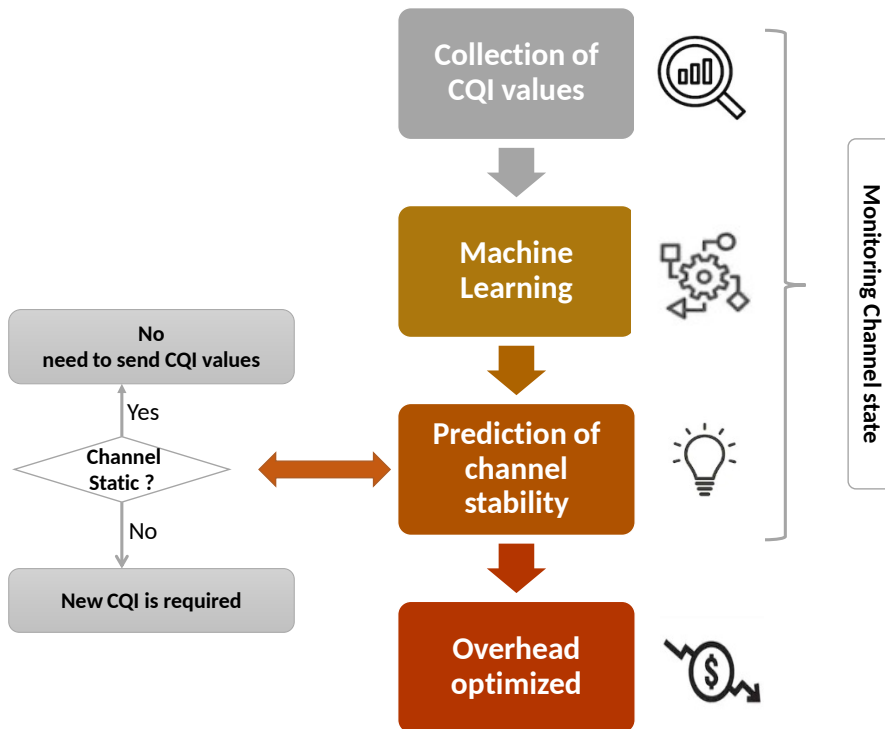 Collection of
CQI values
Machine
Learning
Monitoring Channel state
No
need to send CQI values
Yes
Channel
Static ?
No
New CQI is required
Prediction of
channel
stability
Overhead
optimized
$